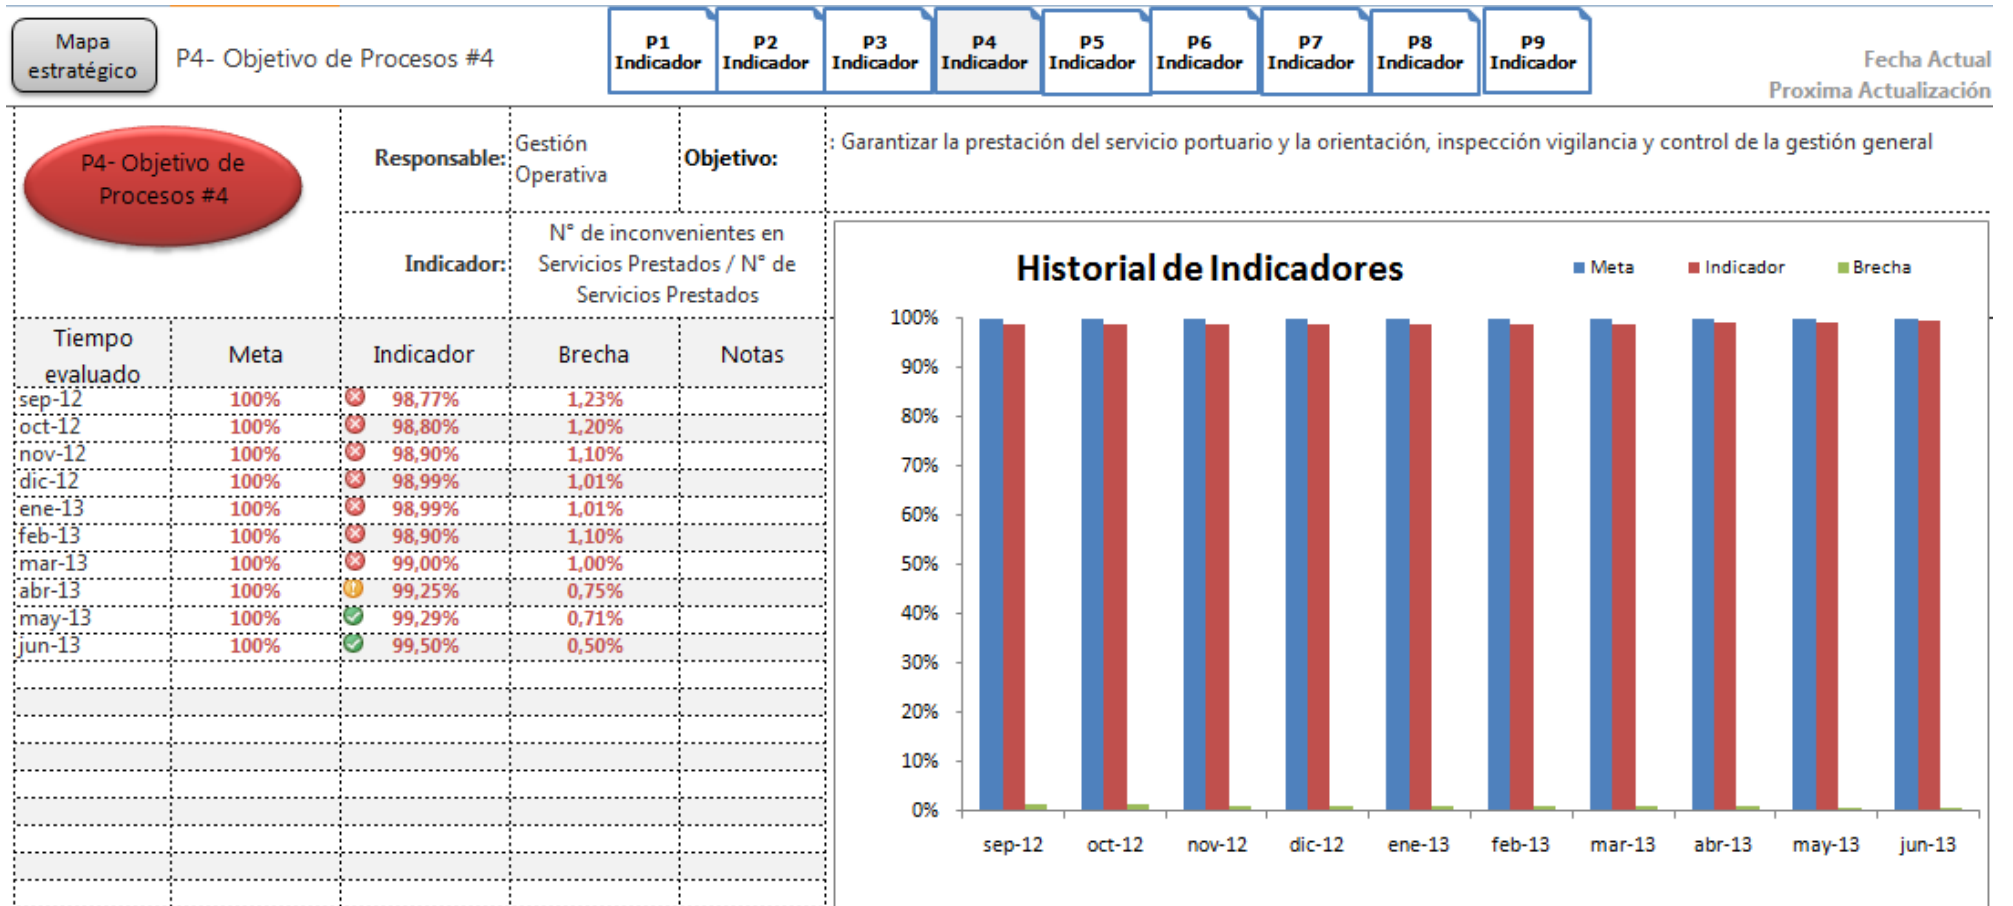 Mapa
estratégico
P4- Objetivo de Procesos #4
P1
Indicador
P2
Indicador
P3
Indicador
P4
Indicador
P5
Indicador
P6
Indicador
P7
Indicador
P8
Indicador
P9
Indicador
Fecha Actual
Proxima Actualización
P4- Objetivo de
Procesos #4
Responsable:
Gestión
Operativa
Objetivo:
: Garantizar la prestación del servicio portuario y la orientación, inspección vigilancia y control de la gestión general
Indicador:
N° de inconvenientes en
Servicios Prestados / N° de
Servicios Prestados
Tiempo
evaluado
Meta
Indicador
Brecha
Notas
sep-12 100% 98,77% 1,23%
oct-12 100% 98,80% 1,20%
nov-12 100% 98,90% 1,10%
dic-12 100% 98,99% 1,01%
ene-13 100% 98,99% 1,01%
feb-13 100% 98,90% 1,10%
mar-13 100% 99,00% 1,00%
abr-13 100% 99,25% 0,75%
may-13 100% 99,29% 0,71%
jun-13 100% 99,50% 0,50%
Historial de Indicadores
Meta Indicador Brecha
100%
90%
80%
70%
60%
50%
40%
30%
20%
10%
0%
sep-12 oct-12 nov-12 dic-12 ene-13 feb-13 mar-13 abr-13 may-13 jun-13